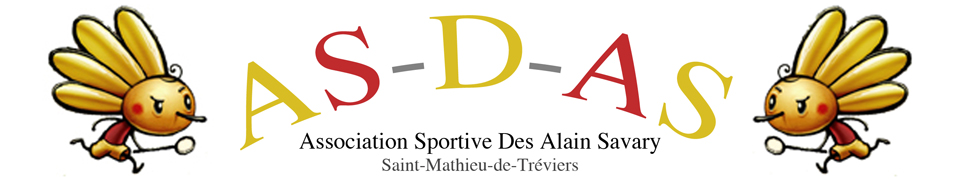 AS-D-AS
Association Sportive Des Alain Savary
Saint-Mathieu-de-Tréviers